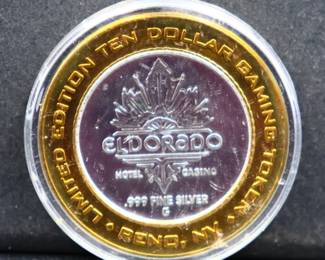 LIMITED EDITION TEN DOLLAR GAMING TOKEN
ELDORADO
HOTEL CASINO
.999 FINE SILVER
G
RENO, NV